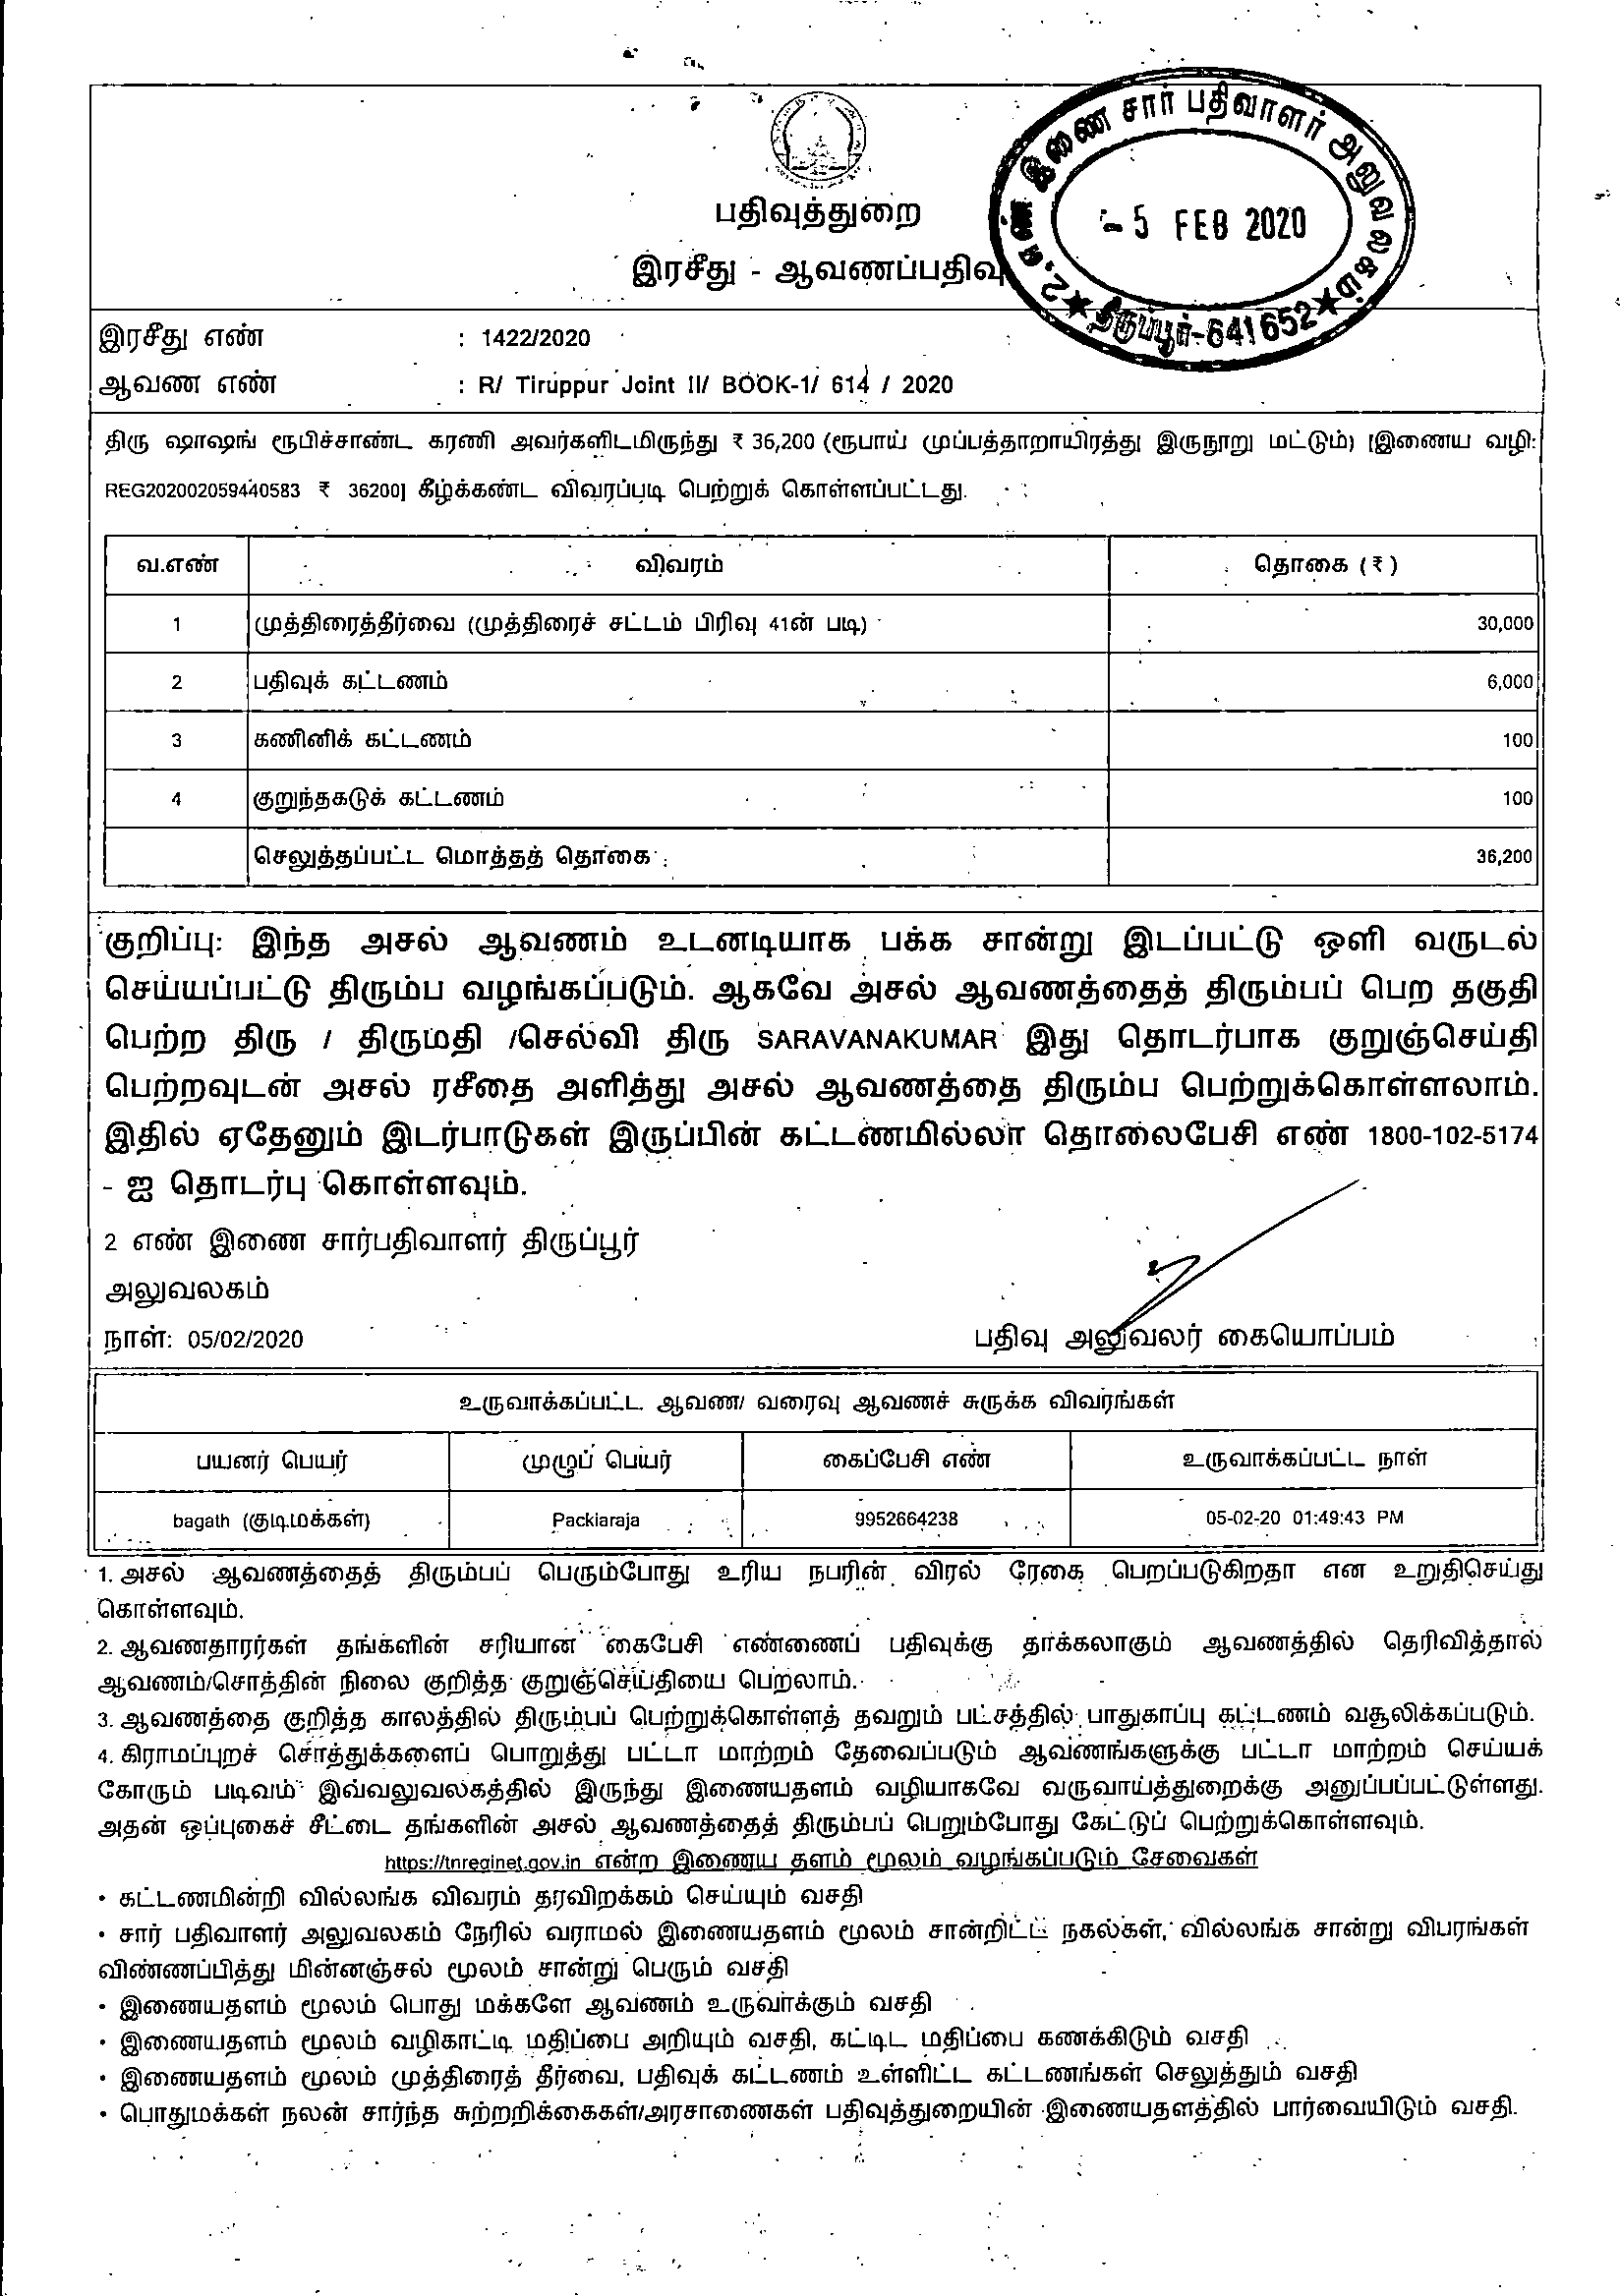 2.எண் இணை சார் பதிவாளர் அலுவலகம்
- 5 FEB 2020
திருப்பூர்-641652
பதிவுத்துறை
இரசீது - ஆவணப்பதிவு
இரசீது எண் : 1422/2020
ஆவண எண் : R/ Tiruppur Joint II/ BOOK-1/ 614 / 2020
திரு ஷாஷங் ரூபிச்சாண்ட கரணி அவர்களிடமிருந்து ₹ 36,200 (ரூபாய் முப்பத்தாறாயிரத்து இருநூறு மட்டும்) [இணைய வழி:
REG202002059440583 ₹ 36200] கீழ்க்கண்ட விவரப்படி பெற்றுக் கொள்ளப்பட்டது.
வ.எண் விவரம் தொகை (₹)
1 முத்திரைத்தீர்வை (முத்திரைச் சட்டம் பிரிவு 41ன் படி) 30,000
2 பதிவுக் கட்டணம் 6,000
3 கணினிக் கட்டணம் 100
4 குறுந்தகடுக் கட்டணம் 100
செலுத்தப்பட்ட மொத்தத் தொகை 36,200
குறிப்பு: இந்த அசல் ஆவணம் உடனடியாக பக்க சான்று இடப்பட்டு ஒளி வருடல்
செய்யப்பட்டு திரும்ப வழங்கப்படும். ஆகவே அசல் ஆவணத்தைத் திரும்பப் பெற தகுதி
பெற்ற திரு / திருமதி /செல்வி திரு SARAVANAKUMAR இது தொடர்பாக குறுஞ்செய்தி
பெற்றவுடன் அசல் ரசீதை அளித்து அசல் ஆவணத்தை திரும்ப பெற்றுக்கொள்ளலாம்.
இதில் ஏதேனும் இடர்பாடுகள் இருப்பின் கட்டணமில்லா தொலைபேசி எண் 1800-102-5174
- ஐ தொடர்பு கொள்ளவும்.
2 எண் இணை சார்பதிவாளர் திருப்பூர்
அலுவலகம்
நாள்: 05/02/2020 பதிவு அலுவலர் கையொப்பம்
உருவாக்கப்பட்ட ஆவண/ வரைவு ஆவணச் சுருக்க விவரங்கள்
பயனர் பெயர் முழுப் பெயர் கைப்பேசி எண் உருவாக்கப்பட்ட நாள்
bagath (குடிமக்கள்) Packiaraja 9952664238 05-02-20 01:49:43 PM
1. அசல் ஆவணத்தைத் திரும்பப் பெரும்போது உரிய நபரின் விரல் ரேகை பெறப்படுகிறதா என உறுதிசெய்து
கொள்ளவும்.
2. ஆவணதாரர்கள் தங்களின் சரியான கைபேசி எண்ணைப் பதிவுக்கு தாக்கலாகும் ஆவணத்தில் தெரிவித்தால்
ஆவணம்/சொத்தின் நிலை குறித்த குறுஞ்செய்தியை பெறலாம்.
3. ஆவணத்தை குறித்த காலத்தில் திரும்பப் பெற்றுக்கொள்ளத் தவறும் பட்சத்தில் பாதுகாப்பு கட்டணம் வசூலிக்கப்படும்.
4. கிராமப்புறச் சொத்துக்களைப் பொறுத்து பட்டா மாற்றம் தேவைப்படும் ஆவணங்களுக்கு பட்டா மாற்றம் செய்யக்
கோரும் படிவம் இவ்வலுவலகத்தில் இருந்து இணையதளம் வழியாகவே வருவாய்த்துறைக்கு அனுப்பப்பட்டுள்ளது.
அதன் ஒப்புகைச் சீட்டை தங்களின் அசல் ஆவணத்தைத் திரும்பப் பெறும்போது கேட்டுப் பெற்றுக்கொள்ளவும்.
https://tnreginet.gov.in என்ற இணைய தளம் மூலம் வழங்கப்படும் சேவைகள்
• கட்டணமின்றி வில்லங்க விவரம் தரவிறக்கம் செய்யும் வசதி
• சார் பதிவாளர் அலுவலகம் நேரில் வராமல் இணையதளம் மூலம் சான்றிட்ட நகல்கள், வில்லங்க சான்று விபரங்கள்
விண்ணப்பித்து மின்னஞ்சல் மூலம் சான்று பெரும் வசதி
• இணையதளம் மூலம் பொது மக்களே ஆவணம் உருவாக்கும் வசதி
• இணையதளம் மூலம் வழிகாட்டி மதிப்பை அறியும் வசதி, கட்டிட மதிப்பை கணக்கிடும் வசதி
• இணையதளம் மூலம் முத்திரைத் தீர்வை, பதிவுக் கட்டணம் உள்ளிட்ட கட்டணங்கள் செலுத்தும் வசதி
• பொதுமக்கள் நலன் சார்ந்த சுற்றறிக்கைகள்/அரசாணைகள் பதிவுத்துறையின் இணையதளத்தில் பார்வையிடும் வசதி.